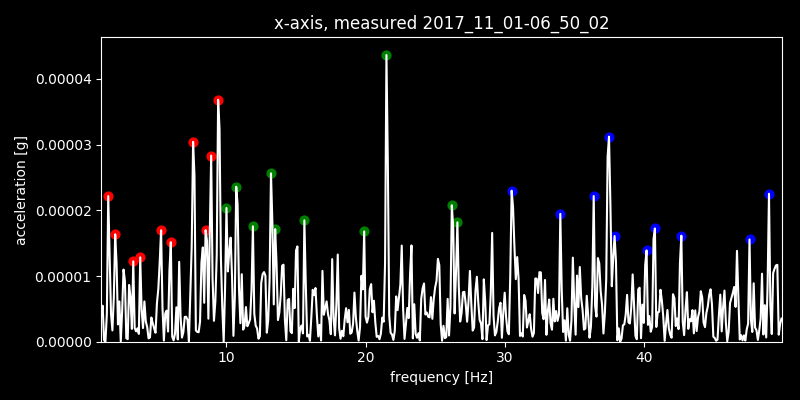 x-axis, measured 2017_11_01-06_50_02
acceleration [g]
0.00004
0.00003
0.00002
0.00001
0.00000
10 20 30 40
frequency [Hz]